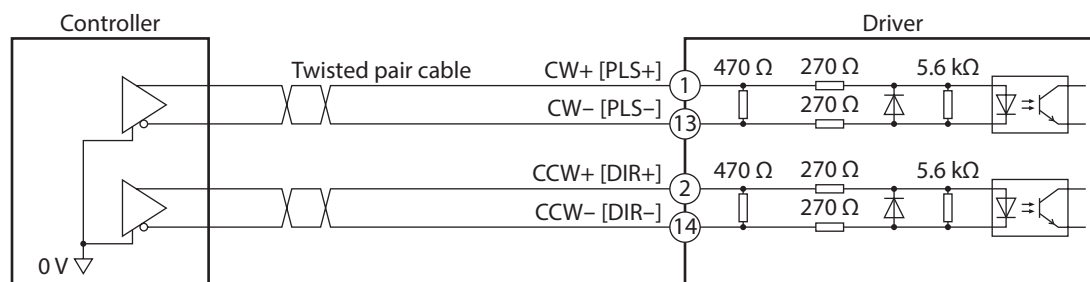 Controller
Driver
Twisted pair cable
CW+ [PLS+]
1
470 Ω
270 Ω
5.6 kΩ
CW– [PLS–]
13
270 Ω
CCW+ [DIR+]
2
470 Ω
270 Ω
5.6 kΩ
CCW– [DIR–]
14
270 Ω
0 V